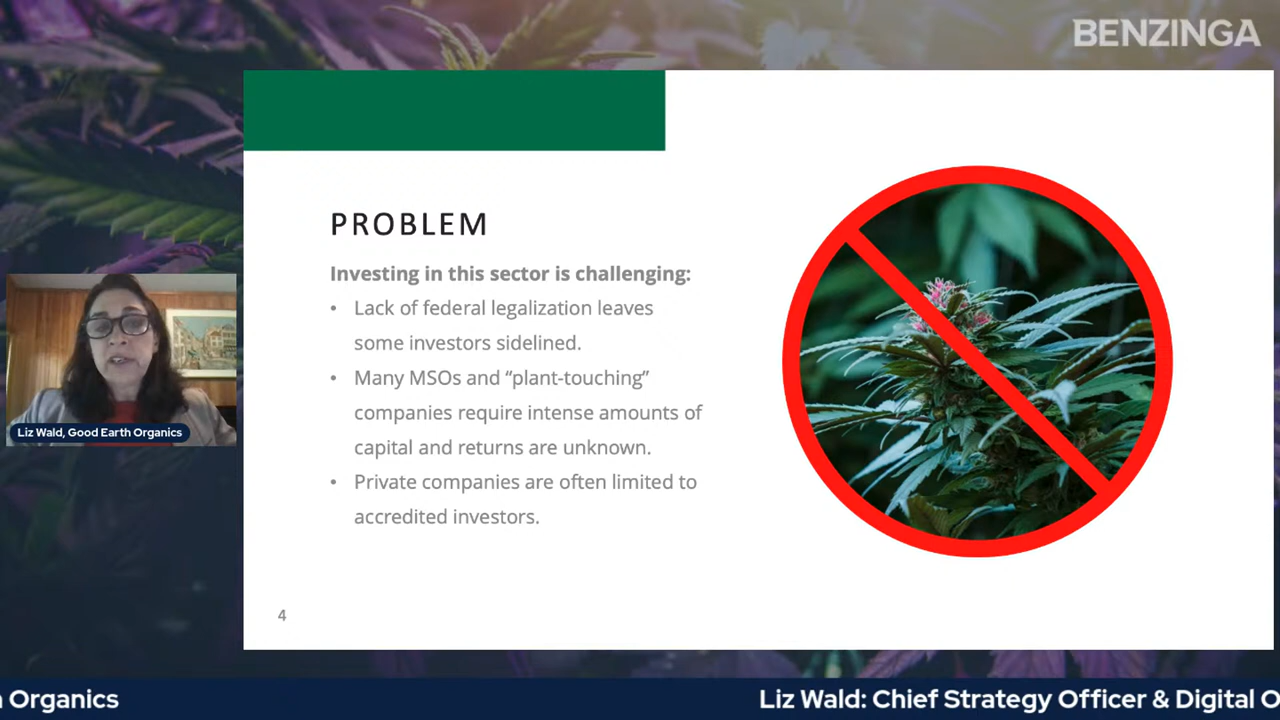 BENZINGA
PROBLEM
Investing in this sector is challenging:
• Lack of federal legalization leaves
some investors sidelined.
• Many MSOs and “plant-touching”
companies require intense amounts of
capital and returns are unknown.
• Private companies are often limited to
accredited investors.
4
Liz Wald, Good Earth Organics
Organics
Liz Wald: Chief Strategy Officer & Digital